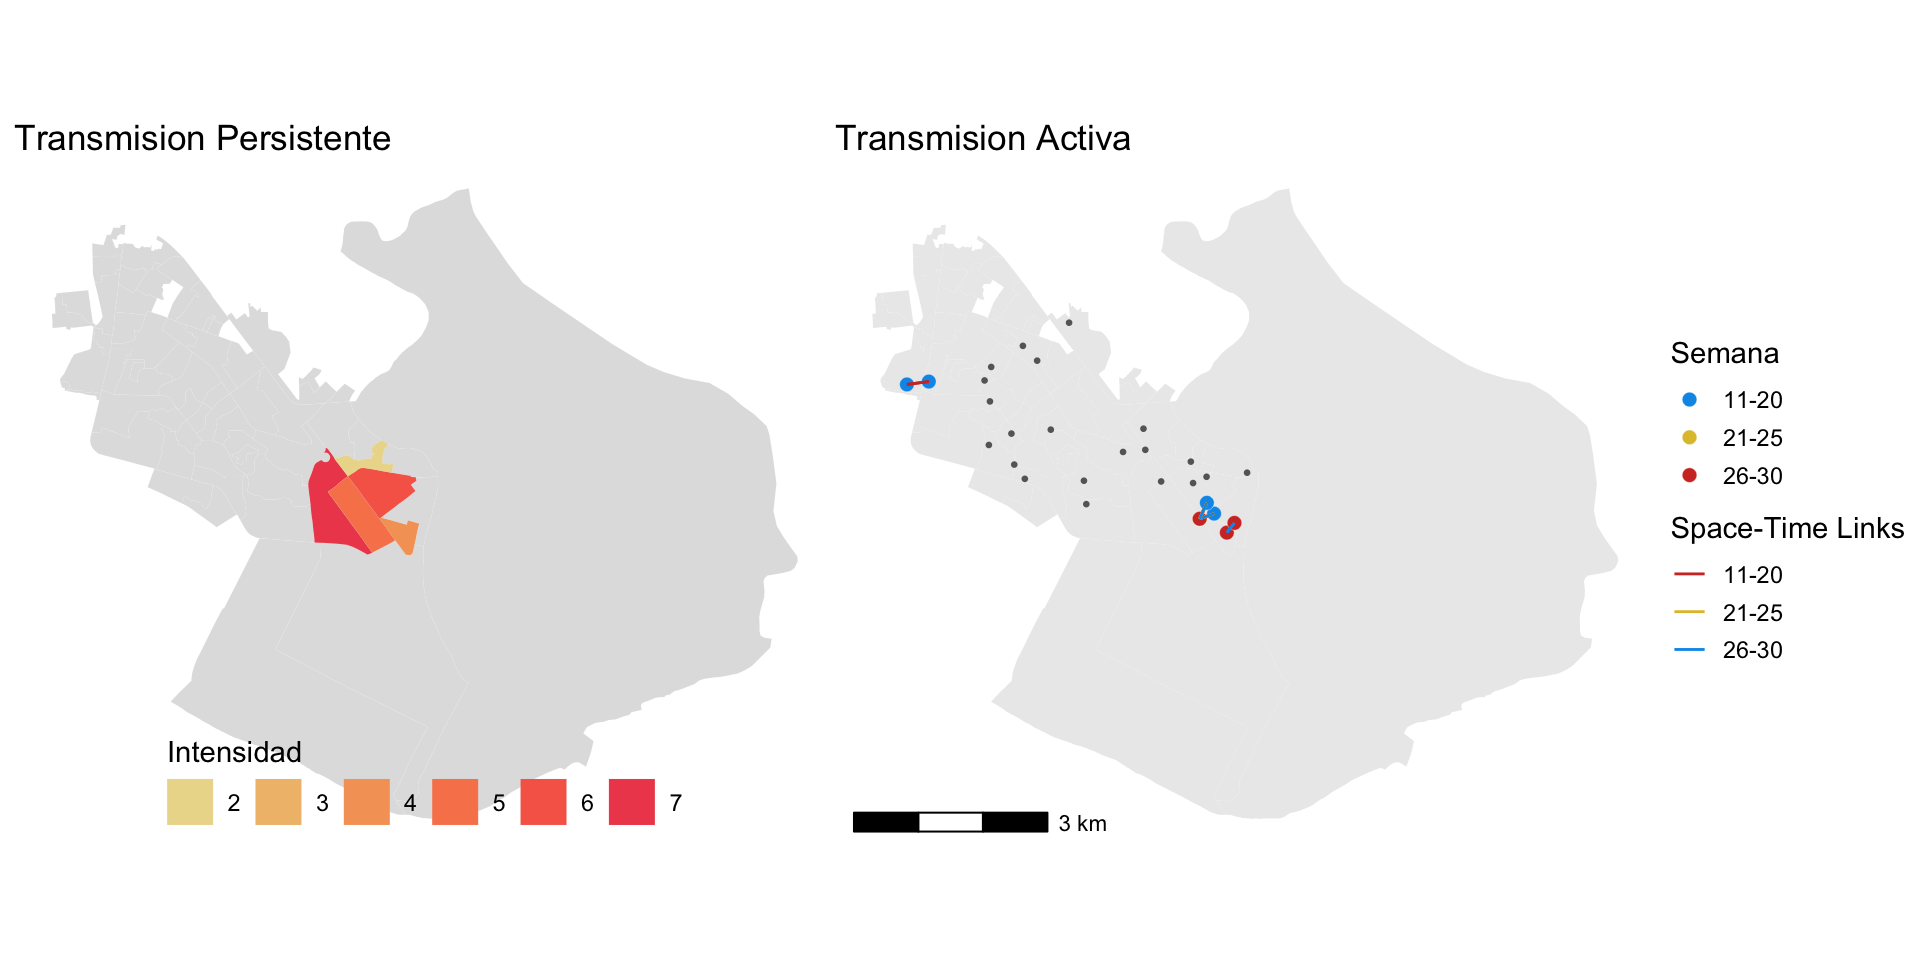 Transmision Persistente
Transmision Activa
Semana
11-20
21-25
26-30
Space-Time Links
11-20
21-25
26-30
Intensidad
2 3 4 5 6 7
3 km